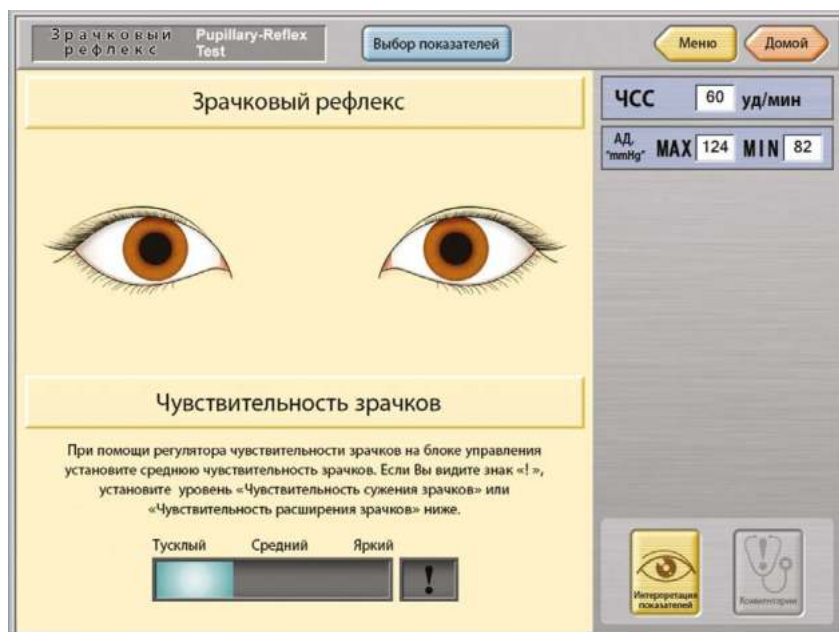 Зрачковый рефлекс Pupillary-Reflex Test
Выбор показателей
Меню
Домой
Зрачковый рефлекс
ЧСС 60 уд/мин
АД, "mmHg" MAX 124 MIN 82
Чувствительность зрачков
При помощи регулятора чувствительности зрачков на блоке управления
установите среднюю чувствительность зрачков. Если Вы видите знак «! »,
установите уровень «Чувствительность сужения зрачков» или
«Чувствительность расширения зрачков» ниже.
Тусклый Средний Яркий
!
Интерпретация
показателей
Комментарии